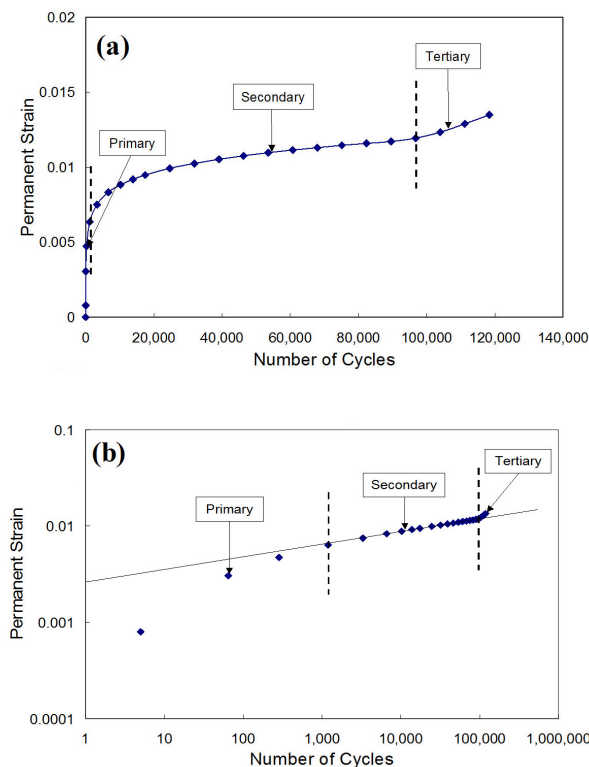 (a)
0.02
0.015
0.01
0.005
0
Permanent Strain
Primary
Secondary
Tertiary
0 20,000 40,000 60,000 80,000 100,000 120,000 140,000
Number of Cycles
(b)
0.1
0.01
0.001
0.0001
Permanent Strain
Primary
Secondary
Tertiary
1 10 100 1,000 10,000 100,000 1,000,000
Number of Cycles